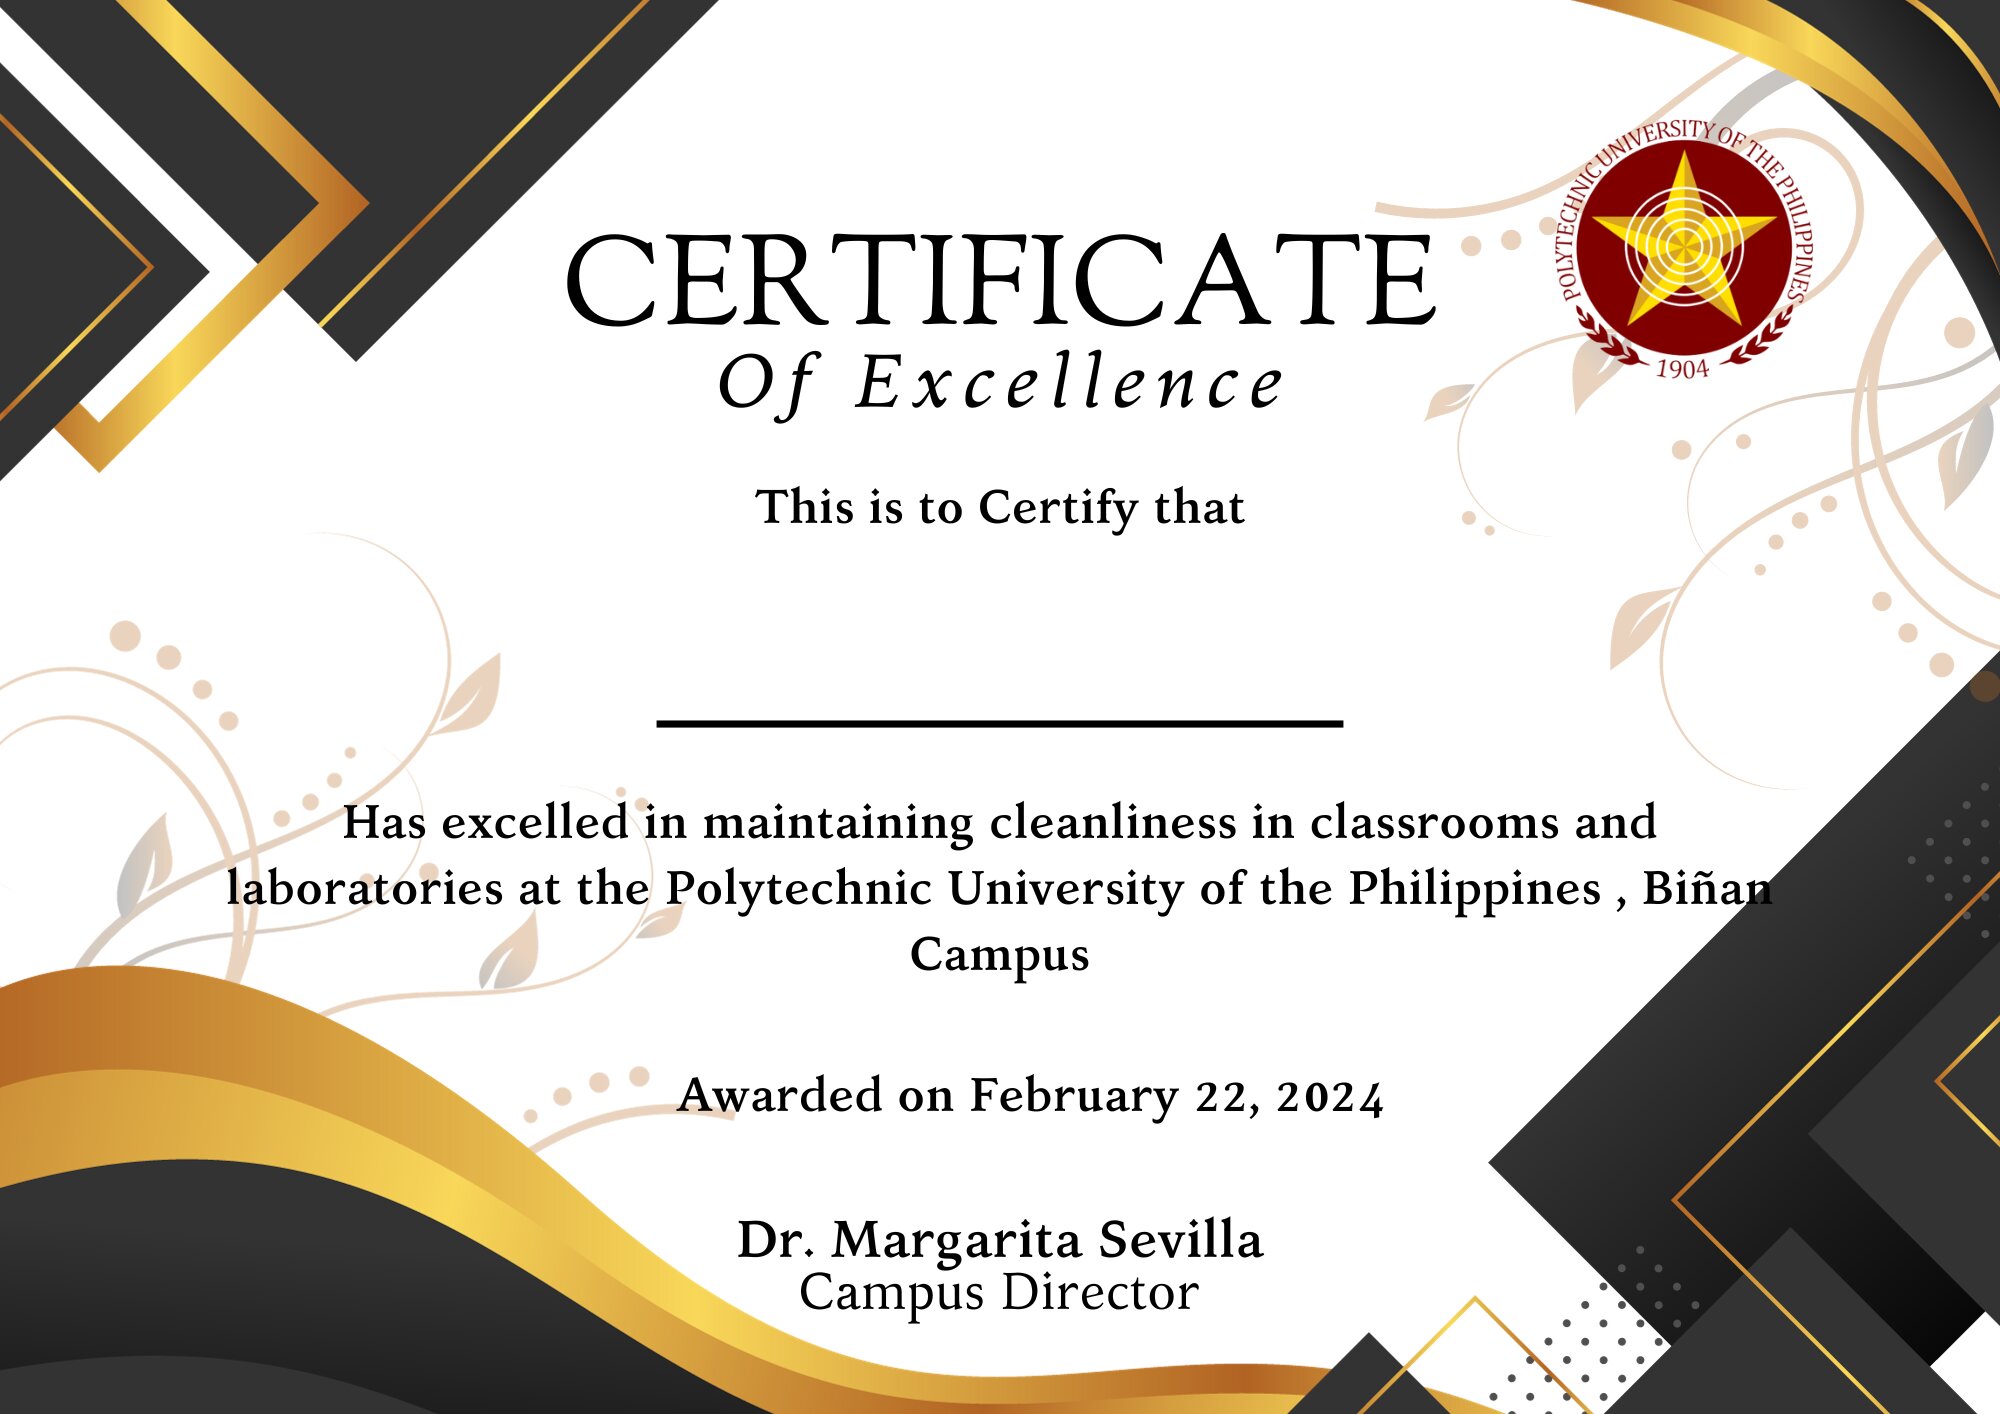 POLYTECHNIC UNIVERSITY OF THE PHILIPPINES
1904
CERTIFICATE
Of Excellence
This is to Certify that
Has excelled in maintaining cleanliness in classrooms and
laboratories at the Polytechnic University of the Philippines , Biñan
Campus
Awarded on February 22, 2024
Dr. Margarita Sevilla
Campus Director